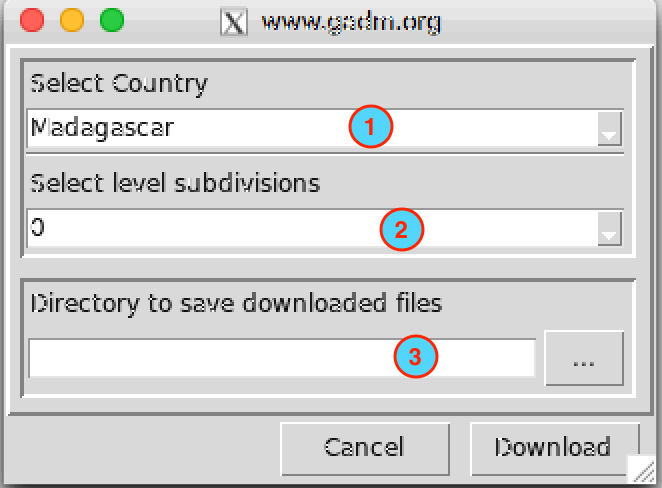 X www.gadm.org
Select Country
Madagascar 1
Select level subdivisions
0 2
Directory to save downloaded files
3 ...
Cancel Download